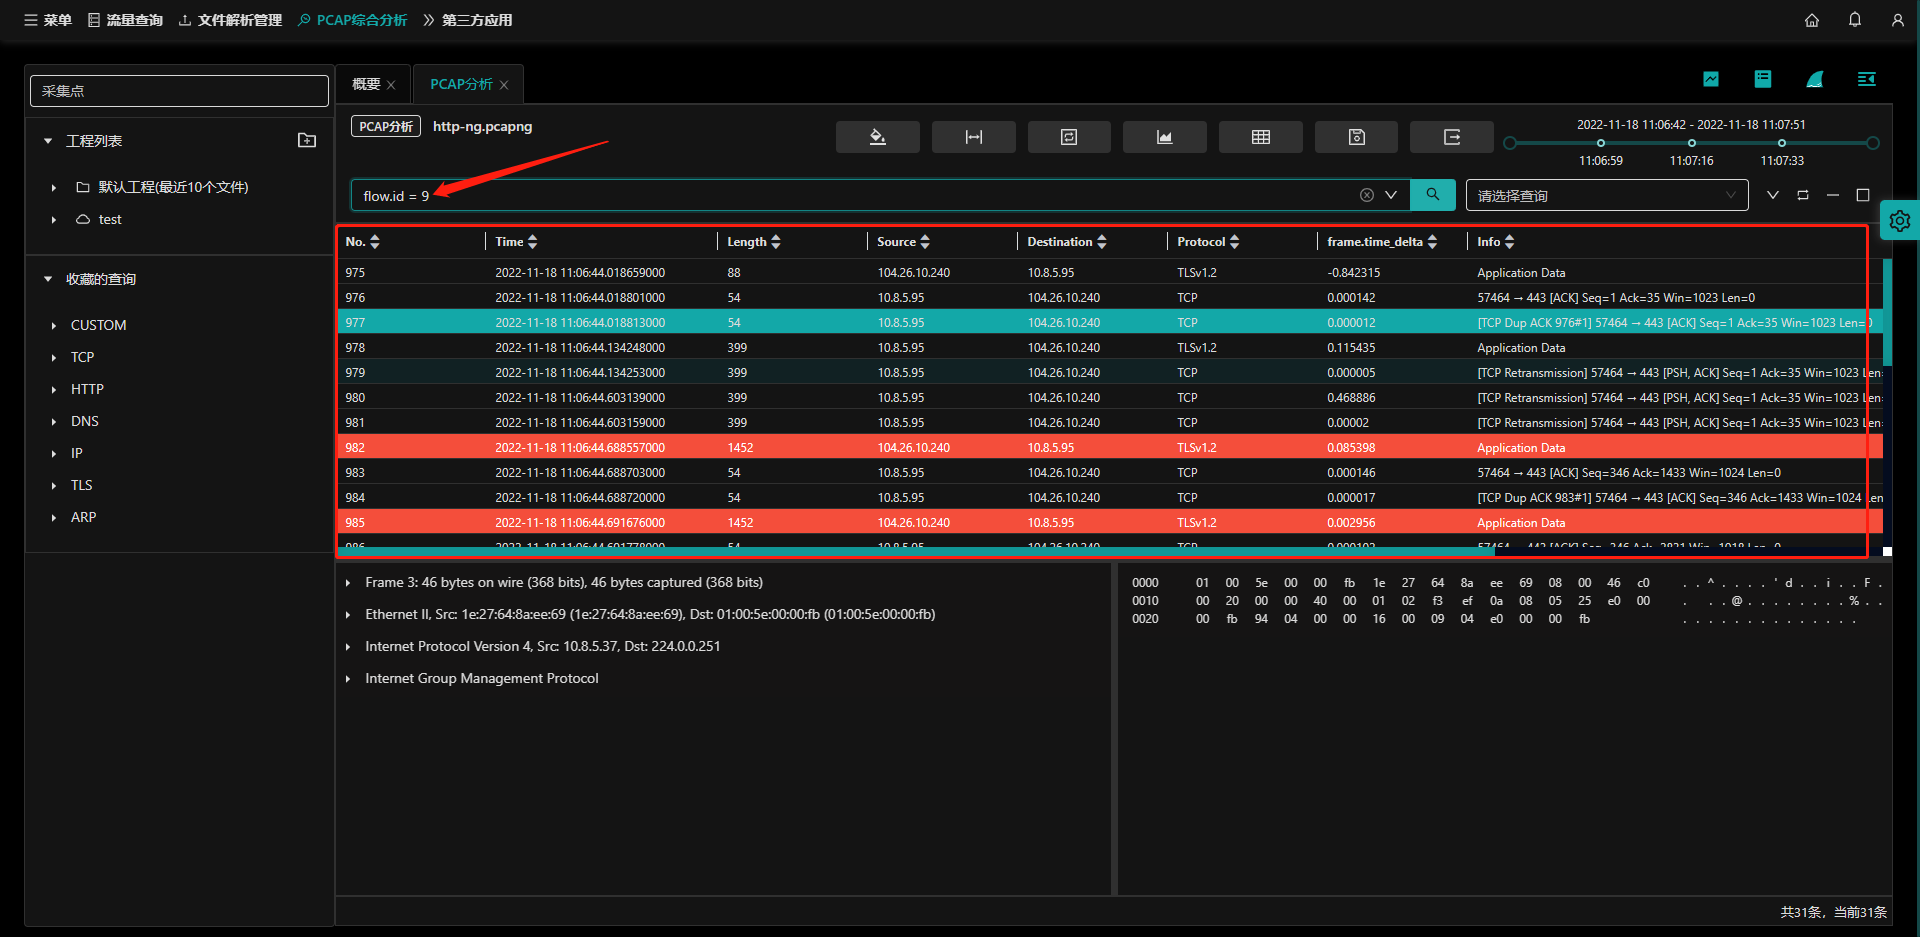 菜单 流量查询 文件解析管理 PCAP综合分析 第三方应用
采集点
工程列表
默认工程(最近10个文件)
test
收藏的查询
CUSTOM
TCP
HTTP
DNS
IP
TLS
ARP
概要 PCAP分析
PCAP分析 http-ng.pcapng
2022-11-18 11:06:42 - 2022-11-18 11:07:51
11:06:59 11:07:16 11:07:33
flow.id = 9 请选择查询
No. Time Length Source Destination Protocol frame.time_delta Info
975 2022-11-18 11:06:44.018659000 88 104.26.10.240 10.8.5.95 TLSv1.2 -0.842315 Application Data
976 2022-11-18 11:06:44.018801000 54 10.8.5.95 104.26.10.240 TCP 0.000142 57464 → 443 [ACK] Seq=1 Ack=35 Win=1023 Len=0
977 2022-11-18 11:06:44.018813000 54 10.8.5.95 104.26.10.240 TCP 0.000012 [TCP Dup ACK 976#1] 57464 → 443 [ACK] Seq=1 Ack=35 Win=1023 Len=0
978 2022-11-18 11:06:44.134248000 399 10.8.5.95 104.26.10.240 TLSv1.2 0.115435 Application Data
979 2022-11-18 11:06:44.134253000 399 10.8.5.95 104.26.10.240 TCP 0.000005 [TCP Retransmission] 57464 → 443 [PSH, ACK] Seq=1 Ack=35 Win=1023 Len=
980 2022-11-18 11:06:44.603139000 399 10.8.5.95 104.26.10.240 TCP 0.468886 [TCP Retransmission] 57464 → 443 [PSH, ACK] Seq=1 Ack=35 Win=1023 Len=
981 2022-11-18 11:06:44.603159000 399 10.8.5.95 104.26.10.240 TCP 0.00002 [TCP Retransmission] 57464 → 443 [PSH, ACK] Seq=1 Ack=35 Win=1023 Len=
982 2022-11-18 11:06:44.688557000 1452 104.26.10.240 10.8.5.95 TLSv1.2 0.085398 Application Data
983 2022-11-18 11:06:44.688703000 54 10.8.5.95 104.26.10.240 TCP 0.000146 57464 → 443 [ACK] Seq=346 Ack=1433 Win=1024 Len=0
984 2022-11-18 11:06:44.688720000 54 10.8.5.95 104.26.10.240 TCP 0.000017 [TCP Dup ACK 983#1] 57464 → 443 [ACK] Seq=346 Ack=1433 Win=1024 Len
985 2022-11-18 11:06:44.691676000 1452 104.26.10.240 10.8.5.95 TLSv1.2 0.002956 Application Data
Frame 3: 46 bytes on wire (368 bits), 46 bytes captured (368 bits)
Ethernet II, Src: 1e:27:64:8a:ee:69 (1e:27:64:8a:ee:69), Dst: 01:00:5e:00:00:fb (01:00:5e:00:00:fb)
Internet Protocol Version 4, Src: 10.8.5.37, Dst: 224.0.0.251
Internet Group Management Protocol
0000 01 00 5e 00 00 fb 1e 27 64 8a ee 69 08 00 46 c0 . . ^ . . . . ' d . . i . . F .
0010 00 20 00 00 40 00 01 02 f3 ef 0a 08 05 25 e0 00 . . . @ . . . . . . . . % . .
0020 00 fb 94 04 00 00 16 00 09 04 e0 00 00 fb . . . . . . . . . . . . . .
共31条，当前31条